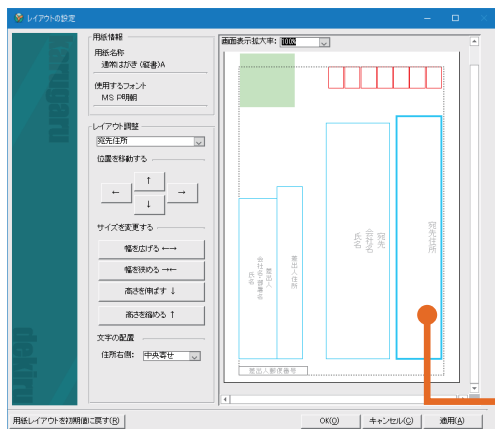 レイアウトの設定
karugaru
dekiru
用紙情報
用紙名称
通常はがき (縦書)A
使用するフォント
MS P明朝
レイアウト調整
宛先住所
位置を移動する
↑
← →
↓
サイズを変更する
幅を広げる ←→
幅を狭める →←
高さを伸ばす ↓
高さを縮める ↑
文字の配置
住所右側: 中央寄せ
画面表示拡大率: 100%
宛先住所
宛先
会社名
氏名
差出人住所
差出人
会社名・部署名
氏名
差出人郵便番号
用紙レイアウトを初期値に戻す(R)
OK(O) キャンセル(C) 適用(A)